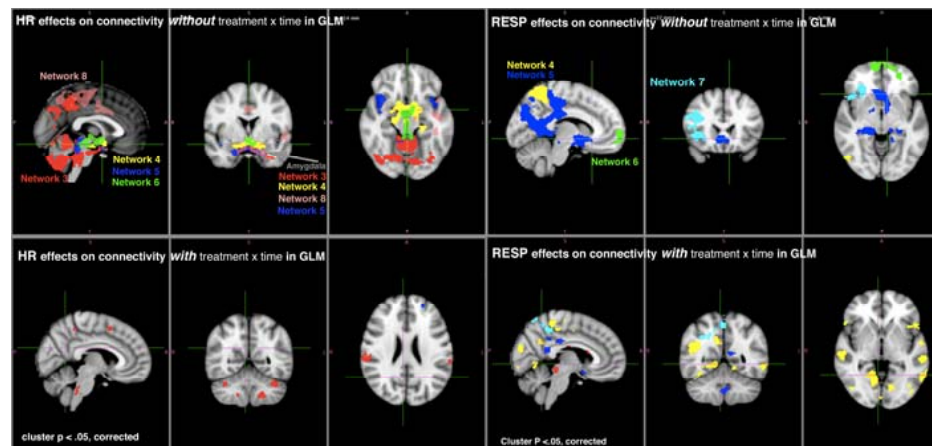 HR effects on connectivity without treatment x time in GLM
Network 8
Network 3
Network 4
Network 5
Network 6
Amygdala
Network 3
Network 4
Network 8
Network 5
RESP effects on connectivity without treatment x time in GLM
Network 4
Network 5
Network 7
Network 6
HR effects on connectivity with treatment x time in GLM
cluster p < .05, corrected
RESP effects on connectivity with treatment x time in GLM
Cluster P <.05, corrected